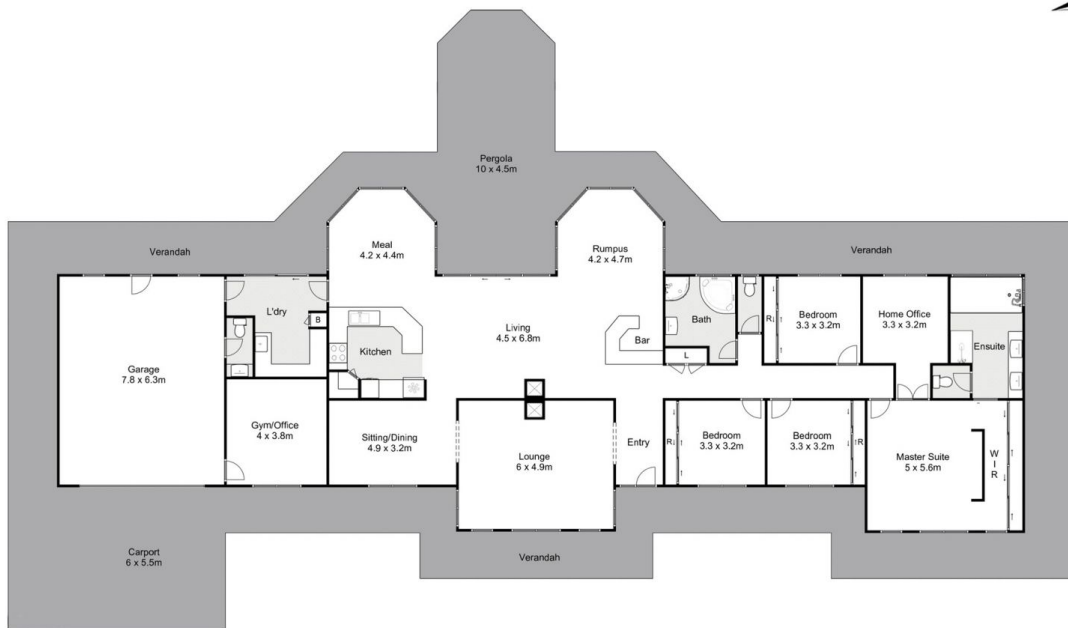 Pergola
10 x 4.5m
Verandah
Meal
4.2 x 4.4m
Rumpus
4.2 x 4.7m
Verandah
L'dry
B
Garage
7.8 x 6.3m
Kitchen
Living
4.5 x 6.8m
Bar
Bath
L
R
Bedroom
3.3 x 3.2m
Home Office
3.3 x 3.2m
Ensuite
Gym/Office
4 x 3.8m
Sitting/Dining
4.9 x 3.2m
Lounge
6 x 4.9m
Entry
R
Bedroom
3.3 x 3.2m
Bedroom
3.3 x 3.2m
R
Master Suite
5 x 5.6m
W
I
R
Carport
6 x 5.5m
Verandah